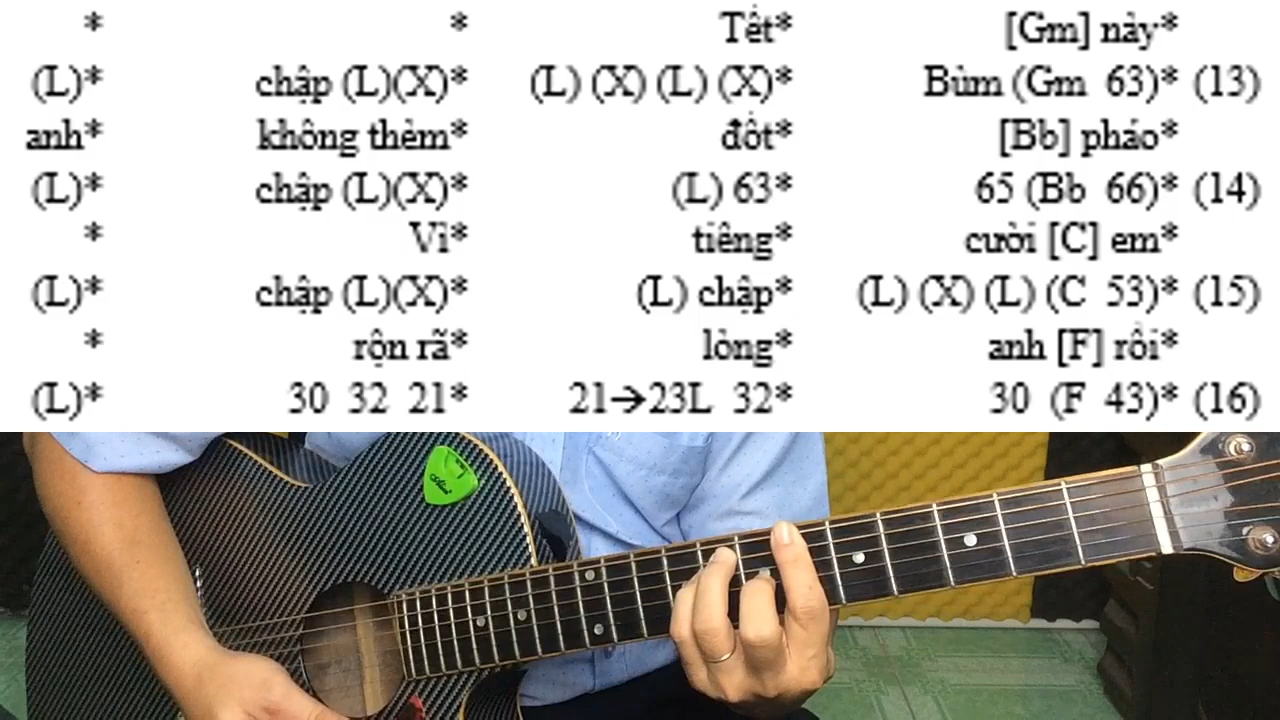 * * Tết* [Gm] này*
(L)* chập (L)(X)* (L) (X) (L) (X)* Bùm (Gm 63)* (13)
anh* không thèm* đốt* [Bb] pháo*
(L)* chập (L)(X)* (L) 63* 65 (Bb 66)* (14)
* Vì* tiếng* cười [C] em*
(L)* chập (L)(X)* (L) chập* (L) (X) (L) (C 53)* (15)
* rộn rã* lòng* anh [F] rồi*
(L)* 30 32 21* 21→23L 32* 30 (F 43)* (16)